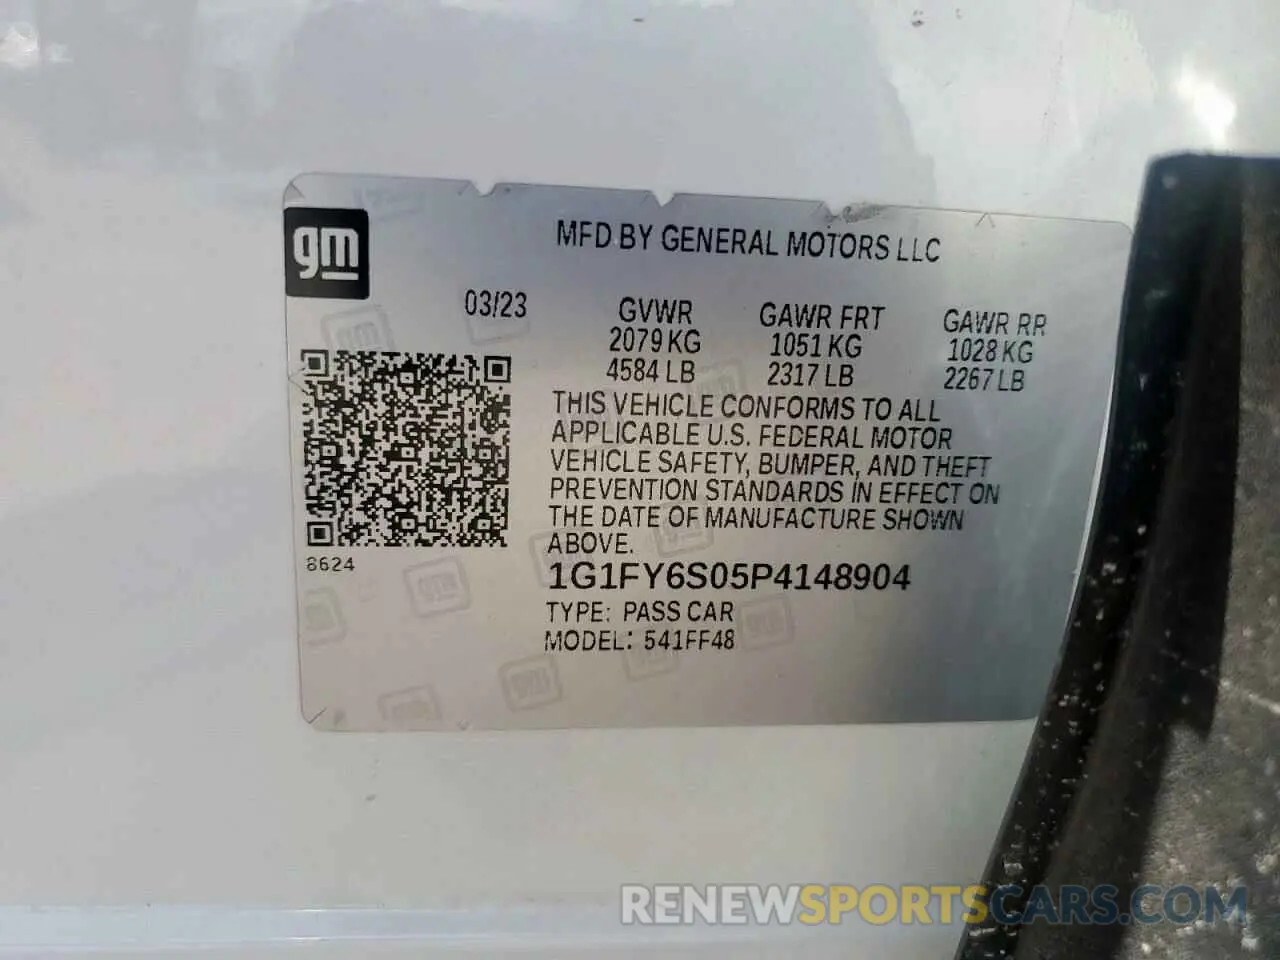 gm
MFD BY GENERAL MOTORS LLC
03/23
GVWR GAWR FRT GAWR RR
2079 KG 1051 KG 1028 KG
4584 LB 2317 LB 2267 LB
THIS VEHICLE CONFORMS TO ALL
APPLICABLE U.S. FEDERAL MOTOR
VEHICLE SAFETY, BUMPER, AND THEFT
PREVENTION STANDARDS IN EFFECT ON
THE DATE OF MANUFACTURE SHOWN
ABOVE.
8624
1G1FY6S05P4148904
TYPE: PASS CAR
MODEL: 541FF48
RENEWSPORTSCARS.COM